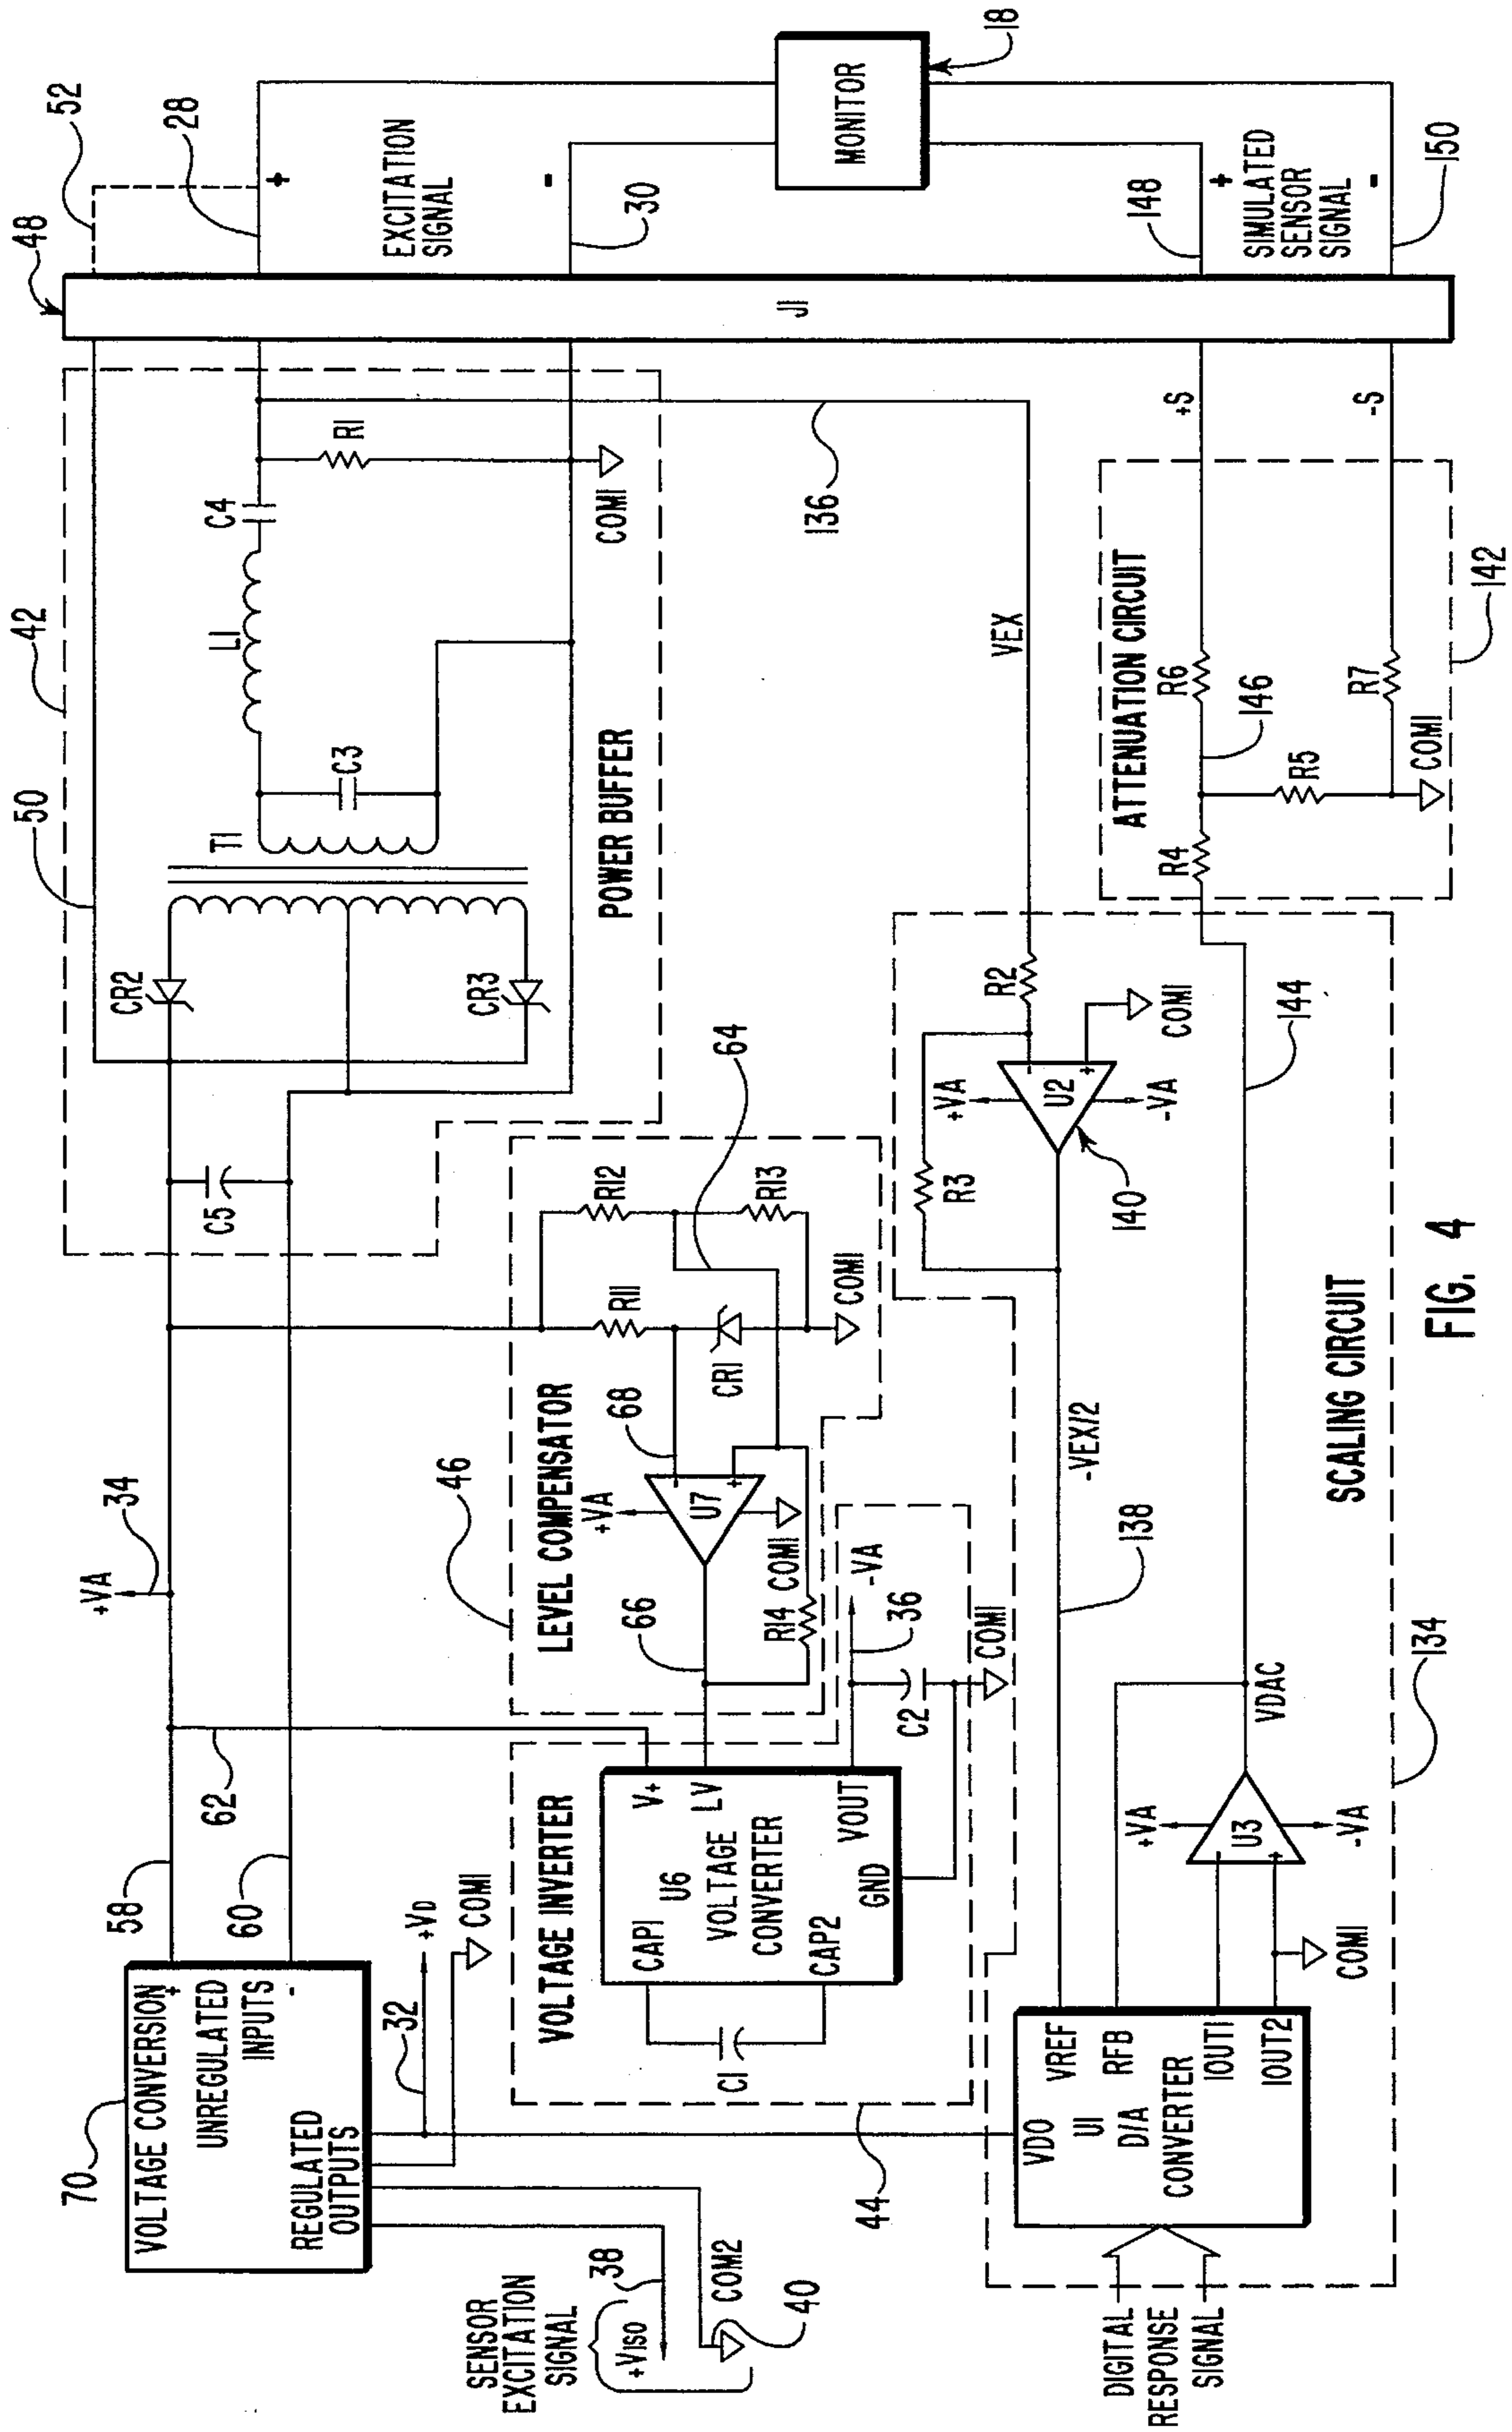 48
52
28
18
+
EXCITATION
SIGNAL
-
30
MONITOR
148
+
SIMULATED
SENSOR
SIGNAL
-
150
J1
42
50
CR2
CR3
T1
C3
L1
C4
R1
COM1
POWER BUFFER
C5
136
VEX
+S
-S
ATTENUATION CIRCUIT
R6
146
R4
R5
R7
COM1
142
34
+VA
58
60
62
70
VOLTAGE CONVERSION
+
UNREGULATED
INPUTS
-
REGULATED
OUTPUTS
32
+VD
COM1
SENSOR
EXCITATION
SIGNAL
38
+VISO
COM2
40
46
LEVEL COMPENSATOR
64
R12
R13
R11
CR1
COM1
68
+VA
-
U7
+
COM1
R14
66
VOLTAGE INVERTER
V+
LV
CAP1
U6
VOLTAGE
CONVERTER
CAP2
VOUT
GND
C1
C2
-VA
36
COM1
44
R2
R3
+VA
-
U2
+
-VA
COM1
140
-VEX/2
138
144
SCALING CIRCUIT
VDAC
134
+VA
-
U3
+
-VA
COM1
VDO
VREF
U1
RFB
D/A
CONVERTER
IOUT1
IOUT2
DIGITAL
RESPONSE
SIGNAL
FIG. 4